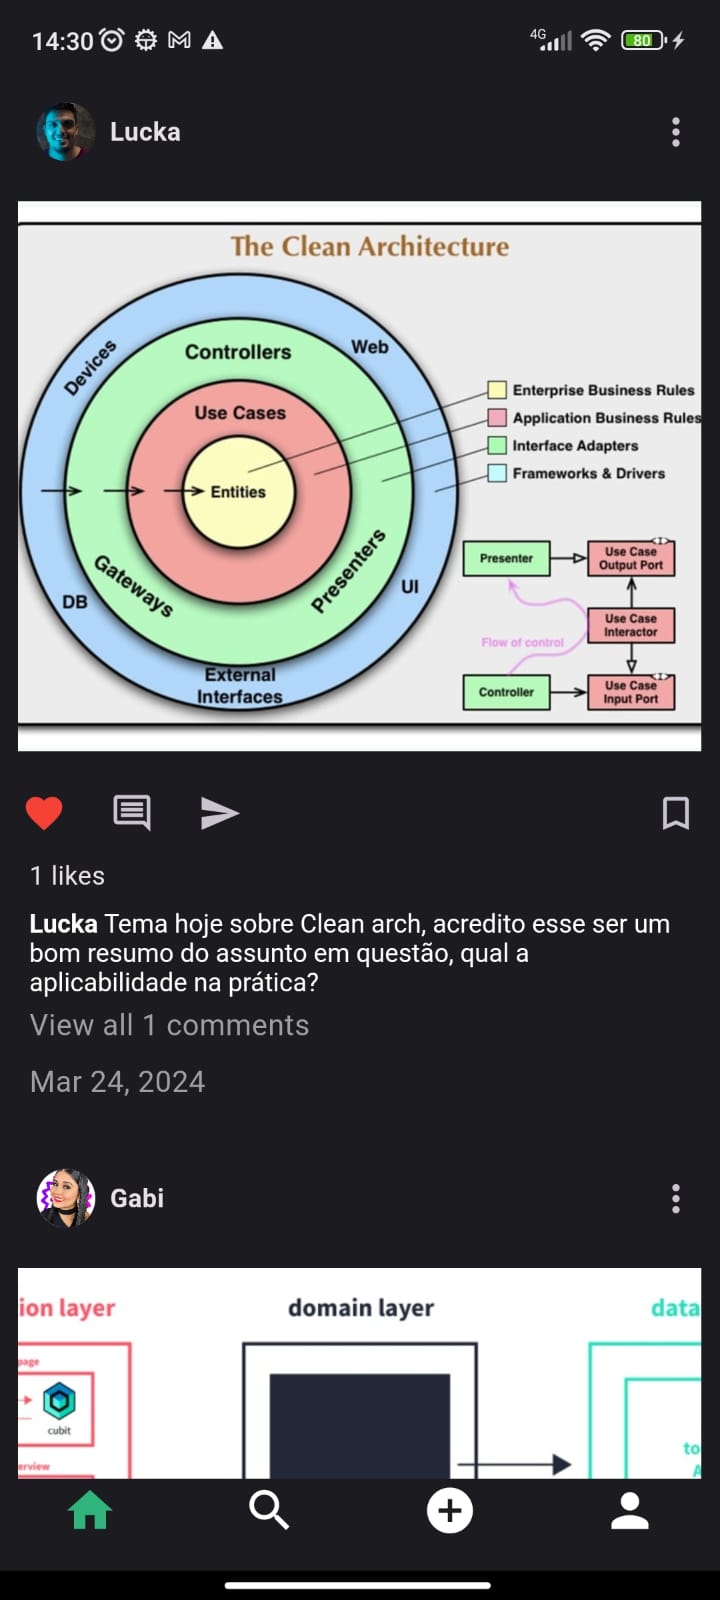 14:30
4G
80
Lucka
The Clean Architecture
Devices
Controllers
Web
Use Cases
Entities
Gateways
Presenters
DB
UI
External
Interfaces
Enterprise Business Rules
Application Business Rules
Interface Adapters
Frameworks & Drivers
Presenter
Use Case
Output Port
Use Case
Interactor
Flow of control
Controller
Use Case
Input Port
1 likes
Lucka Tema hoje sobre Clean arch, acredito esse ser um
bom resumo do assunto em questão, qual a
aplicabilidade na prática?
View all 1 comments
Mar 24, 2024
Gabi
ion layer
domain layer
data
page
cubit
erview
to
A